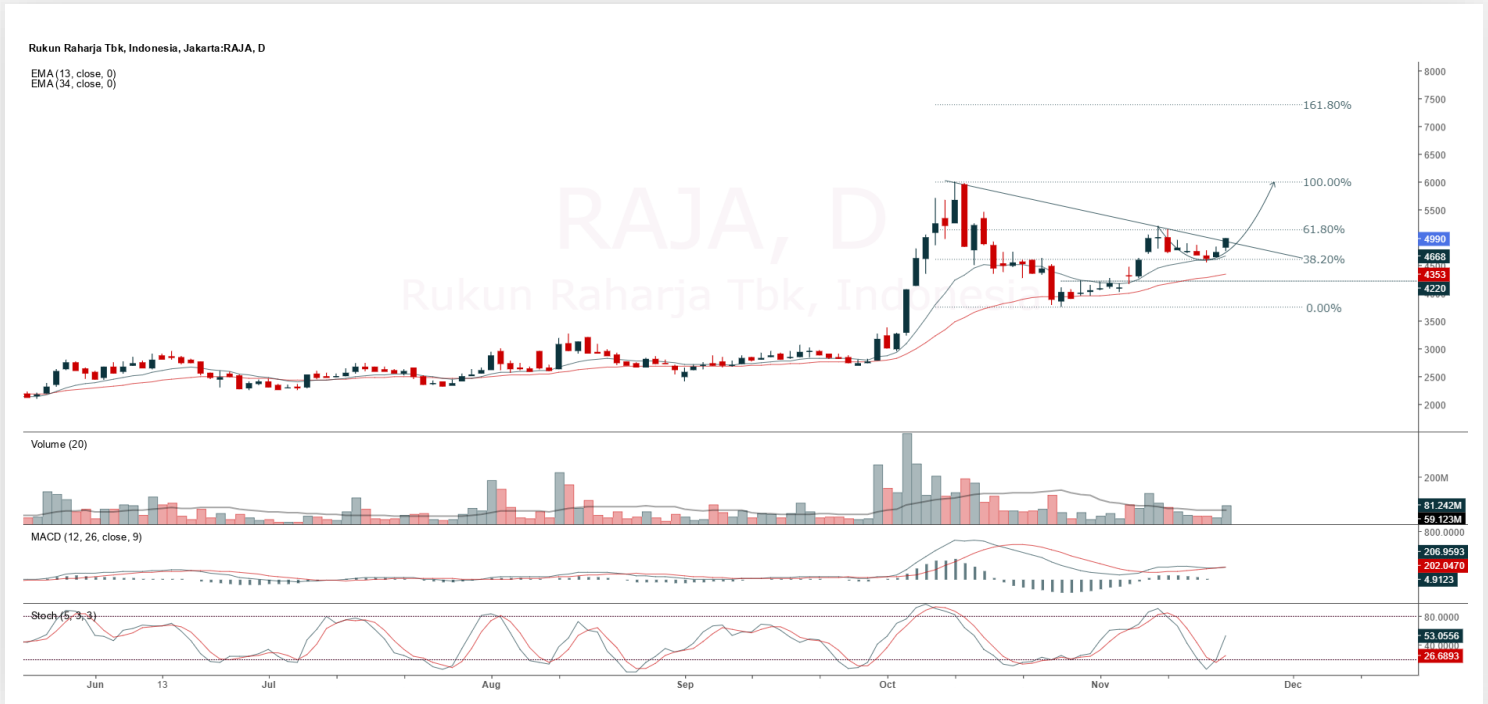 Rukun Raharja Tbk, Indonesia, Jakarta:RAJA, D
EMA (13, close, 0)
EMA (34, close, 0)
RAJA, D
Rukun Raharja Tbk, Indonesia
161.80%
100.00%
61.80%
38.20%
0.00%
8000
7500
7000
6500
6000
5500
4990
4668
4500
4353
4220
4000
3500
3000
2500
2000
Volume (20)
200M
81.242M
59.123M
MACD (12, 26, close, 9)
800.0000
206.9593
202.0470
4.9123
Stoch (5, 3, 3)
80.0000
53.0556
40.0000
26.6893
Jun 13 Jul Aug Sep Oct Nov Dec